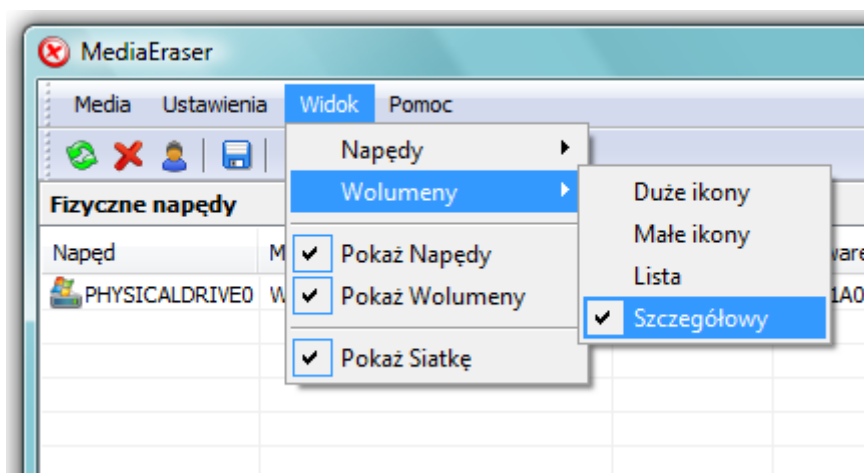 MediaEraser
Media Ustawienia Widok Pomoc
Napędy
Wolumeny
Pokaż Napędy
Pokaż Wolumeny
Pokaż Siatkę
Duże ikony
Małe ikony
Lista
Szczegółowy
Fizyczne napędy
Napęd
PHYSICALDRIVE0